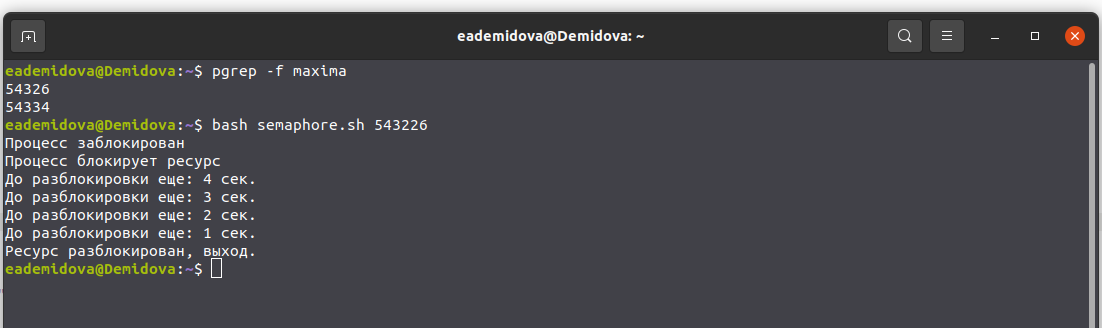 eademidova@Demidova: ~
eademidova@Demidova:~$ pgrep -f maxima
54326
54334
eademidova@Demidova:~$ bash semaphore.sh 543226
Процесс заблокирован
Процесс блокирует ресурс
До разблокировки еще: 4 сек.
До разблокировки еще: 3 сек.
До разблокировки еще: 2 сек.
До разблокировки еще: 1 сек.
Ресурс разблокирован, выход.
eademidova@Demidova:~$